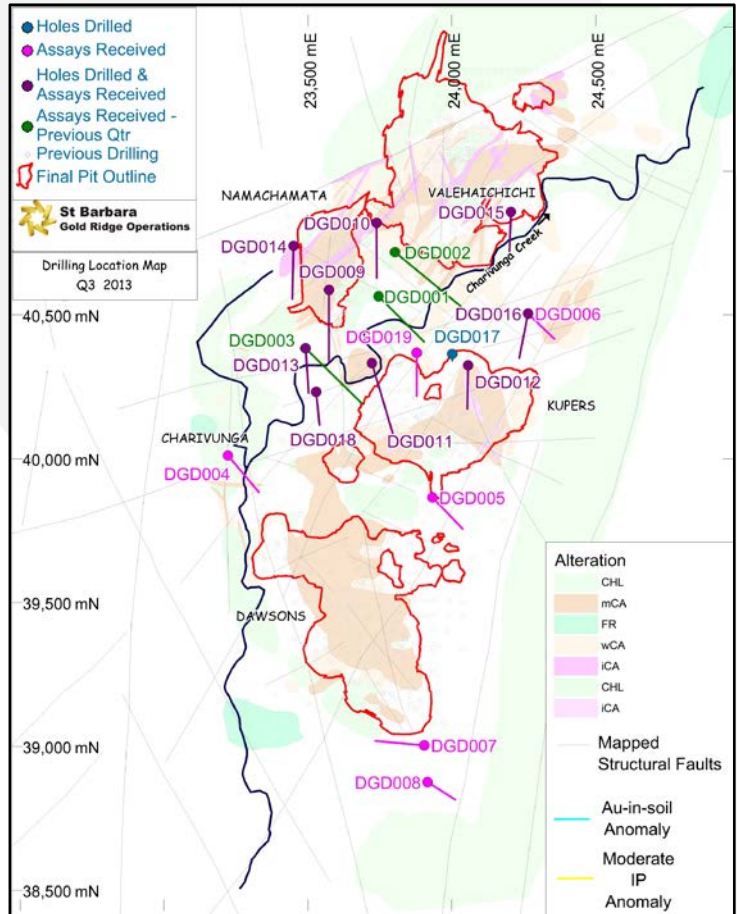 Holes Drilled
Assays Received
Holes Drilled &
Assays Received
Assays Received -
Previous Qtr
Previous Drilling
Final Pit Outline
St Barbara
Gold Ridge Operations
Drilling Location Map
Q3 2013
23,500 mE
24,000 mE
24,500 mE
NAMACHAMATA
VALEHAICHICHI
DGD010
DGD015
DGD014
DGD002
Charivunga Creek
DGD009
DGD001
40,500 mN
DGD016
DGD006
DGD003
DGD019
DGD017
DGD013
DGD012
KUPERS
DGD018
DGD011
CHARIVUNGA
40,000 mN
DGD004
DGD005
39,500 mN
DAWSONS
39,000 mN
DGD007
DGD008
38,500 mN
Alteration
CHL
mCA
FR
wCA
iCA
CHL
iCA
Mapped
Structural Faults
Au-in-soil
Anomaly
Moderate
IP
Anomaly